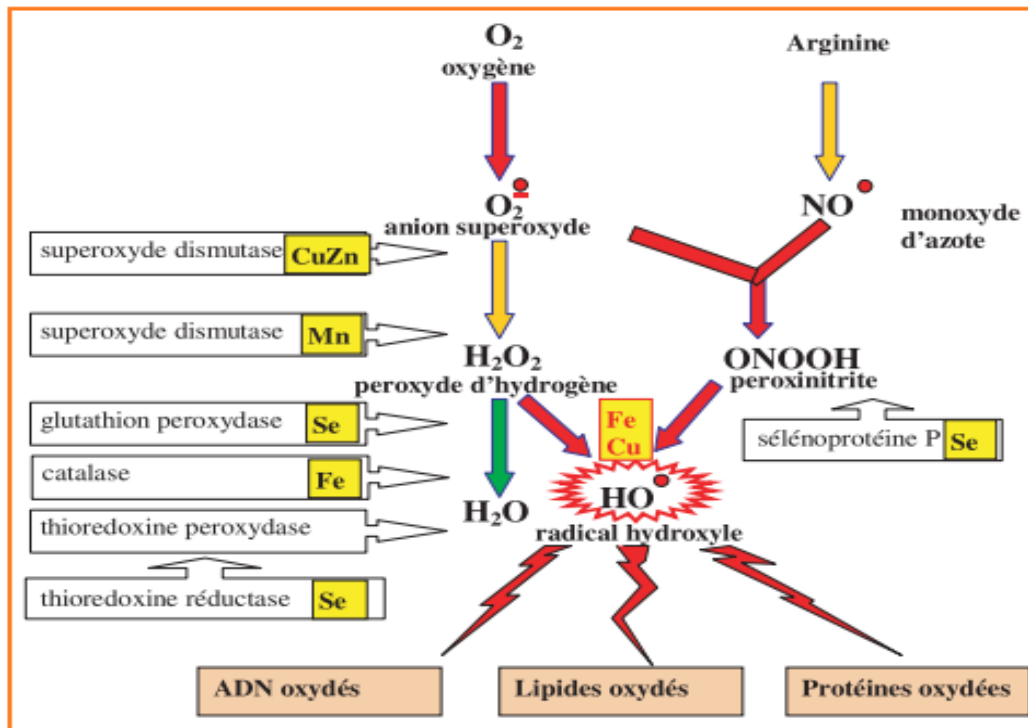 O₂
oxygène
Arginine
O₂
anion superoxyde
NO•
monoxyde
d'azote
superoxyde dismutase CuZn
superoxyde dismutase Mn
H₂O₂
peroxyde d'hydrogène
ONOOH
peroxinitrite
glutathion peroxydase Se
Fe
Cu
sélénoprotéine P Se
catalase Fe
HO•
H₂O
radical hydroxyle
thioredoxine peroxydase
thioredoxine réductase Se
ADN oxydés
Lipides oxydés
Protéines oxydées